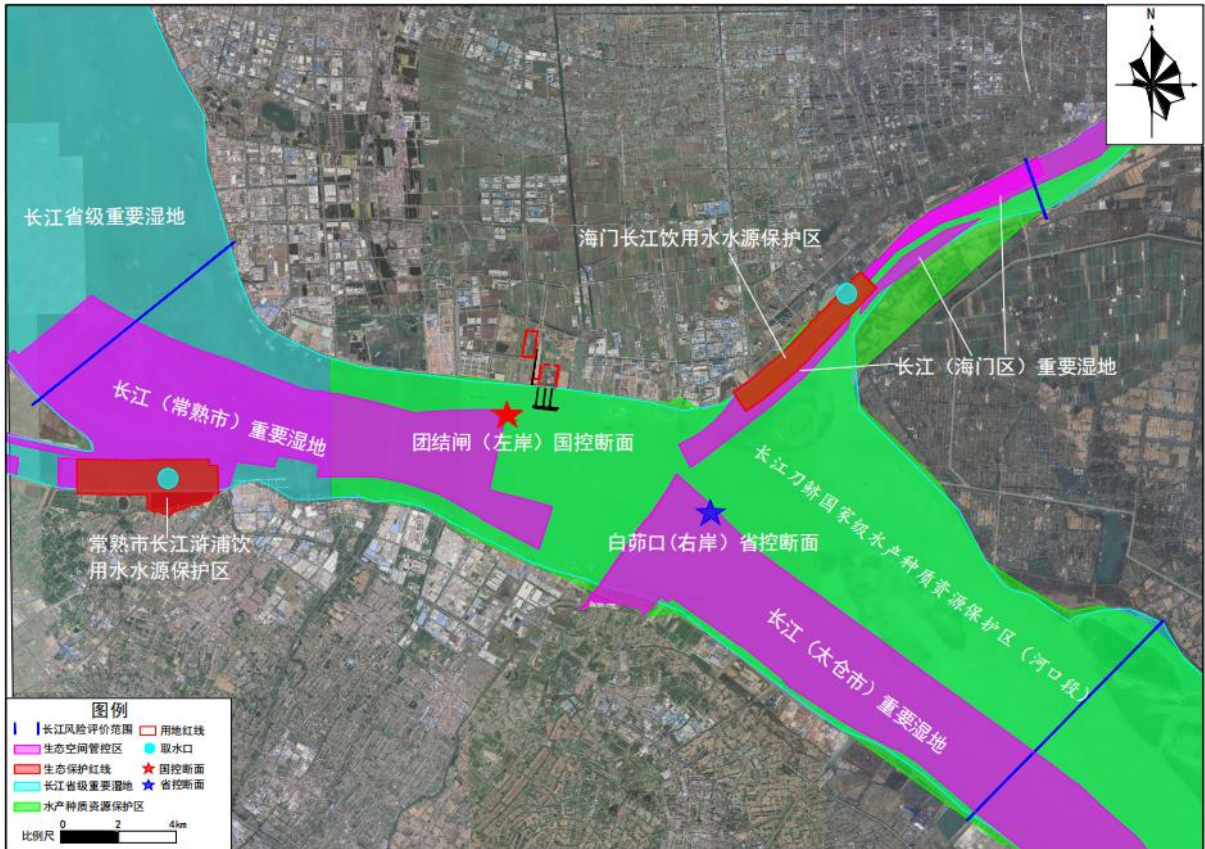 N
长江省级重要湿地
海门长江饮用水水源保护区
长江（海门区）重要湿地
长江（常熟市）重要湿地
团结闸（左岸）国控断面
长江刀鲚国家级水产种质资源保护区（河口段）
白茆口(右岸）省控断面
常熟市长江浒浦饮
用水水源保护区
长江（太仓市）重要湿地
图例
长江风险评价范围
用地红线
生态空间管控区
取水口
生态保护红线
国控断面
长江省级重要湿地
省控断面
水产种质资源保护区
0 2 4km
比例尺